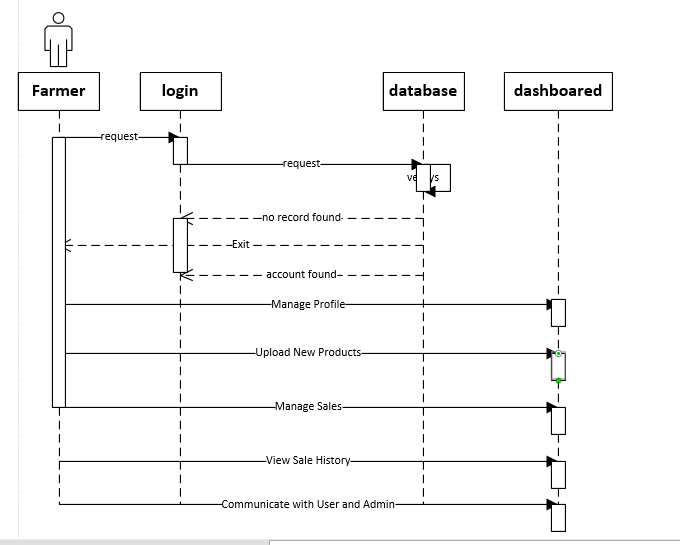 Farmer
login
database
dashboared
request
request
no record found
Exit
account found
Manage Profile
Upload New Products
Manage Sales
View Sale History
Communicate with User and Admin